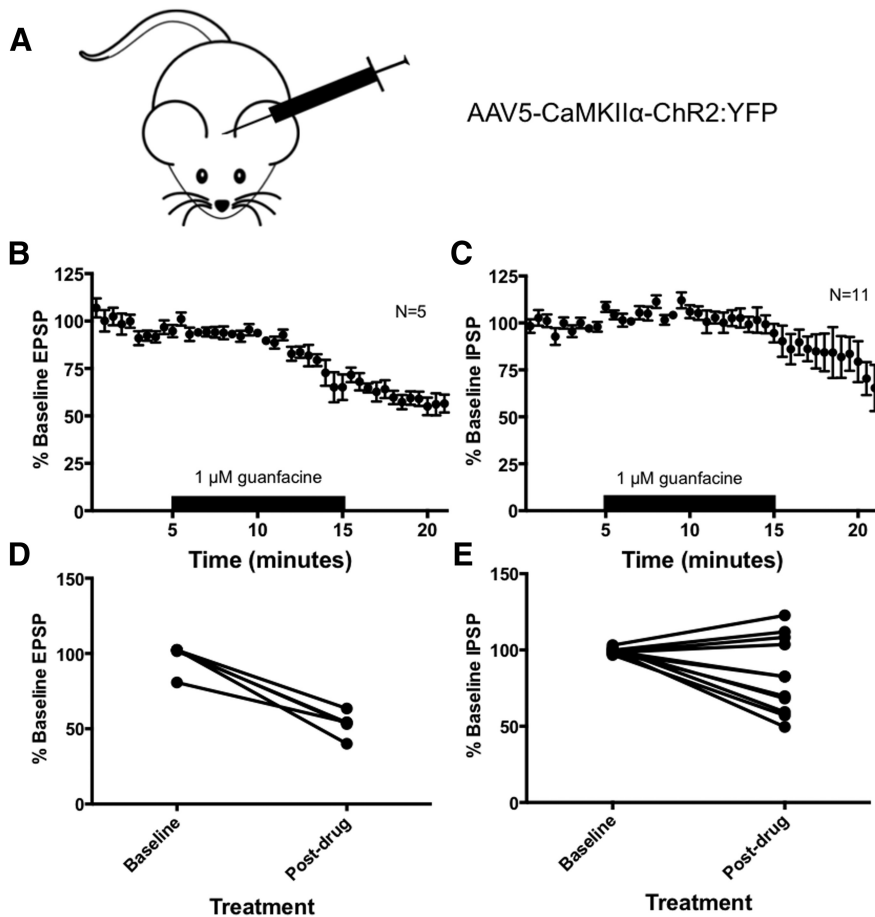 A
AAV5-CaMKIIα-ChR2:YFP
B
% Baseline EPSP
125
100
75
50
25
0
N=5
1 µM guanfacine
5
10
15
20
Time (minutes)
C
% Baseline IPSP
125
100
75
50
25
0
N=11
1 µM guanfacine
5
10
15
20
Time (minutes)
D
% Baseline EPSP
150
100
50
0
Baseline
Post-drug
Treatment
E
% Baseline IPSP
150
100
50
0
Baseline
Post-drug
Treatment